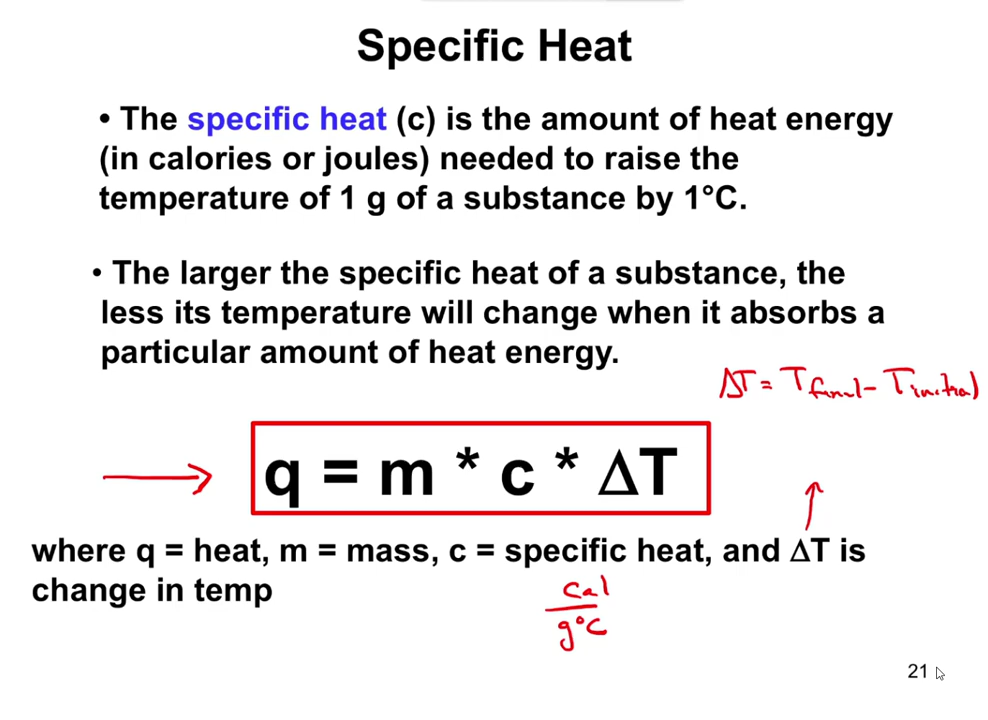 Specific Heat
• The specific heat (c) is the amount of heat energy
(in calories or joules) needed to raise the
temperature of 1 g of a substance by 1°C.
• The larger the specific heat of a substance, the
less its temperature will change when it absorbs a
particular amount of heat energy.
ΔT = Tfinal - Tinitial
q = m * c * ΔT
where q = heat, m = mass, c = specific heat, and ΔT is
change in temp
cal
g°C
21